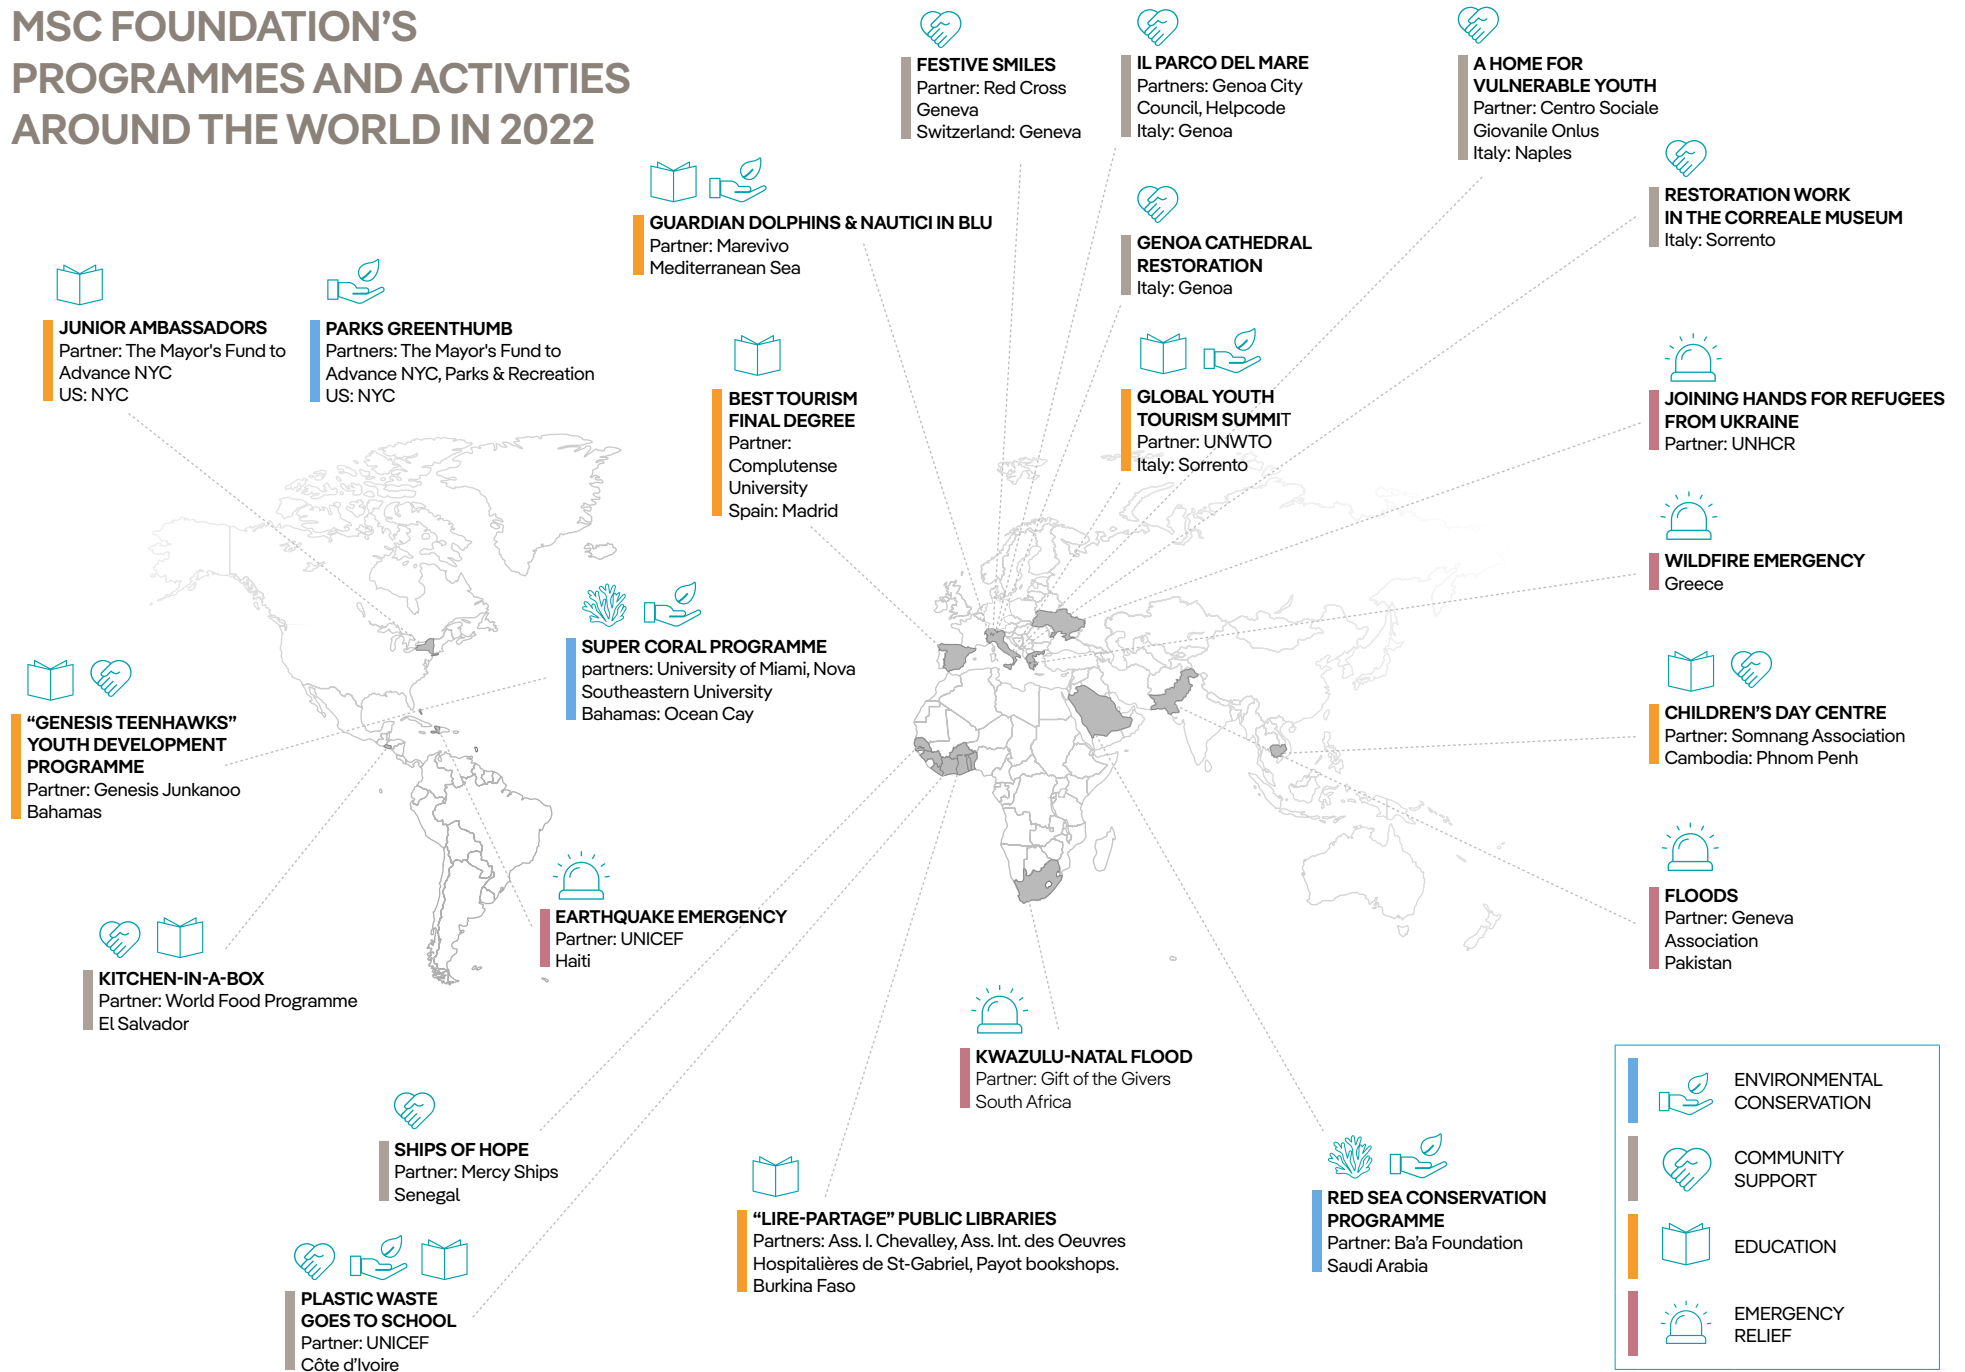 MSC FOUNDATION'S
PROGRAMMES AND ACTIVITIES
AROUND THE WORLD IN 2022
FESTIVE SMILES
Partner: Red Cross
Geneva
Switzerland: Geneva
IL PARCO DEL MARE
Partners: Genoa City
Council, Helpcode
Italy: Genoa
A HOME FOR
VULNERABLE YOUTH
Partner: Centro Sociale
Giovanile Onlus
Italy: Naples
RESTORATION WORK
IN THE CORREALE MUSEUM
Italy: Sorrento
GUARDIAN DOLPHINS & NAUTICI IN BLU
Partner: Marevivo
Mediterranean Sea
GENOA CATHEDRAL
RESTORATION
Italy: Genoa
JUNIOR AMBASSADORS
Partner: The Mayor's Fund to
Advance NYC
US: NYC
PARKS GREENTHUMB
Partners: The Mayor's Fund to
Advance NYC, Parks & Recreation
US: NYC
BEST TOURISM
FINAL DEGREE
Partner:
Complutense
University
Spain: Madrid
GLOBAL YOUTH
TOURISM SUMMIT
Partner: UNWTO
Italy: Sorrento
JOINING HANDS FOR REFUGEES
FROM UKRAINE
Partner: UNHCR
WILDFIRE EMERGENCY
Greece
SUPER CORAL PROGRAMME
partners: University of Miami, Nova
Southeastern University
Bahamas: Ocean Cay
"GENESIS TEENHAWKS"
YOUTH DEVELOPMENT
PROGRAMME
Partner: Genesis Junkanoo
Bahamas
CHILDREN'S DAY CENTRE
Partner: Somnang Association
Cambodia: Phnom Penh
FLOODS
Partner: Geneva
Association
Pakistan
EARTHQUAKE EMERGENCY
Partner: UNICEF
Haiti
KITCHEN-IN-A-BOX
Partner: World Food Programme
El Salvador
KWAZULU-NATAL FLOOD
Partner: Gift of the Givers
South Africa
SHIPS OF HOPE
Partner: Mercy Ships
Senegal
"LIRE-PARTAGE" PUBLIC LIBRARIES
Partners: Ass. I. Chevalley, Ass. Int. des Oeuvres
Hospitalières de St-Gabriel, Payot bookshops.
Burkina Faso
RED SEA CONSERVATION
PROGRAMME
Partner: Ba'a Foundation
Saudi Arabia
PLASTIC WASTE
GOES TO SCHOOL
Partner: UNICEF
Côte d'Ivoire
ENVIRONMENTAL
CONSERVATION
COMMUNITY
SUPPORT
EDUCATION
EMERGENCY
RELIEF